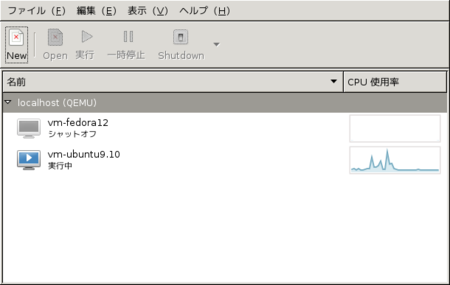 ファイル（F） 編集（E） 表示（V） ヘルプ（H）
New Open 実行 一時停止 Shutdown
名前 CPU 使用率
localhost (QEMU)
vm-fedora12
シャットオフ
vm-ubuntu9.10
実行中